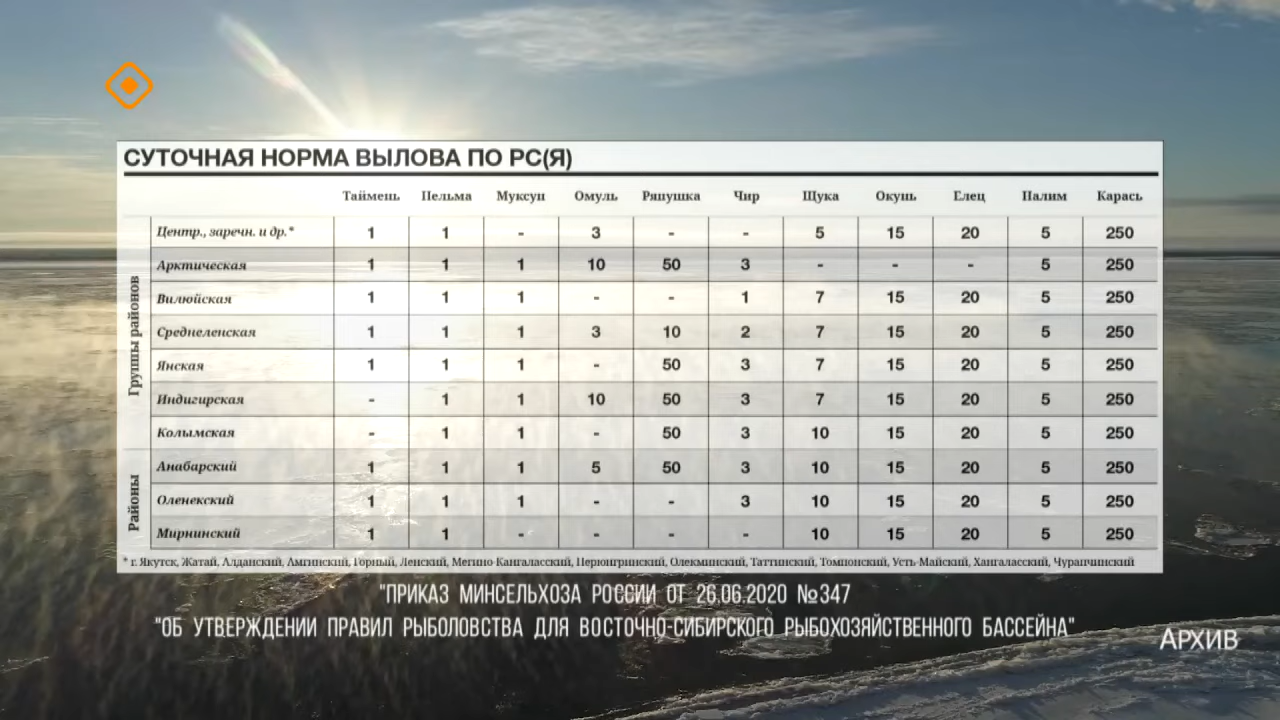 СУТОЧНАЯ НОРМА ВЫЛОВА ПО РС(Я)
Таймень Пельма Муксун Омуль Ряпушка Чир Щука Окунь Елец Налим Карась
Группы районов
Центр., заречн. и др.* 1 1 - 3 - - 5 15 20 5 250
Арктическая 1 1 1 10 50 3 - - - 5 250
Вилюйская 1 1 1 - - 1 7 15 20 5 250
Среднеленская 1 1 1 3 10 2 7 15 20 5 250
Янская 1 1 1 - 50 3 7 15 20 5 250
Индигирская - 1 1 10 50 3 7 15 20 5 250
Колымская - 1 1 - 50 3 10 15 20 5 250
Районы
Анабарский 1 1 1 5 50 3 10 15 20 5 250
Оленекский 1 1 1 - - 3 10 15 20 5 250
Мирнинский 1 1 - - - - 10 15 20 5 250
* г. Якутск, Жатай, Алданский, Амгинский, Горный, Ленский, Мегино-Кангаласский, Нерюнгринский, Олекминский, Таттинский, Томпонский, Усть-Майский, Хангаласский, Чурапчинский
"ПРИКАЗ МИНСЕЛЬХОЗА РОССИИ ОТ 26.06.2020 №347
"ОБ УТВЕРЖДЕНИИ ПРАВИЛ РЫБОЛОВСТВА ДЛЯ ВОСТОЧНО-СИБИРСКОГО РЫБОХОЗЯЙСТВЕННОГО БАССЕЙНА"
АРХИВ